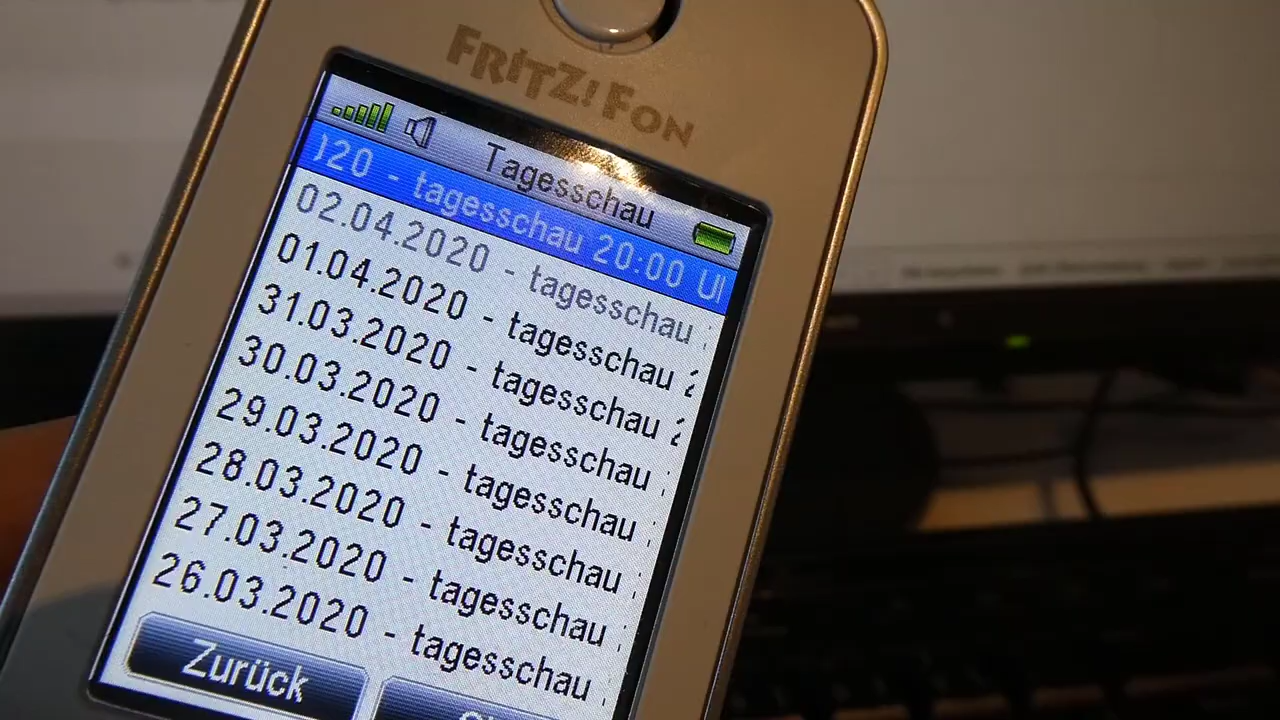 FRITZ! FON
Tagesschau
20 - tagesschau 20:00 U
02.04.2020 - tagesschau
01.04.2020 - tagesschau 2
31.03.2020 - tagesschau 2
30.03.2020 - tagesschau
29.03.2020 - tagesschau
28.03.2020 - tagesschau
27.03.2020 - tagesschau
26.03.2020 - tagesschau
Zurück